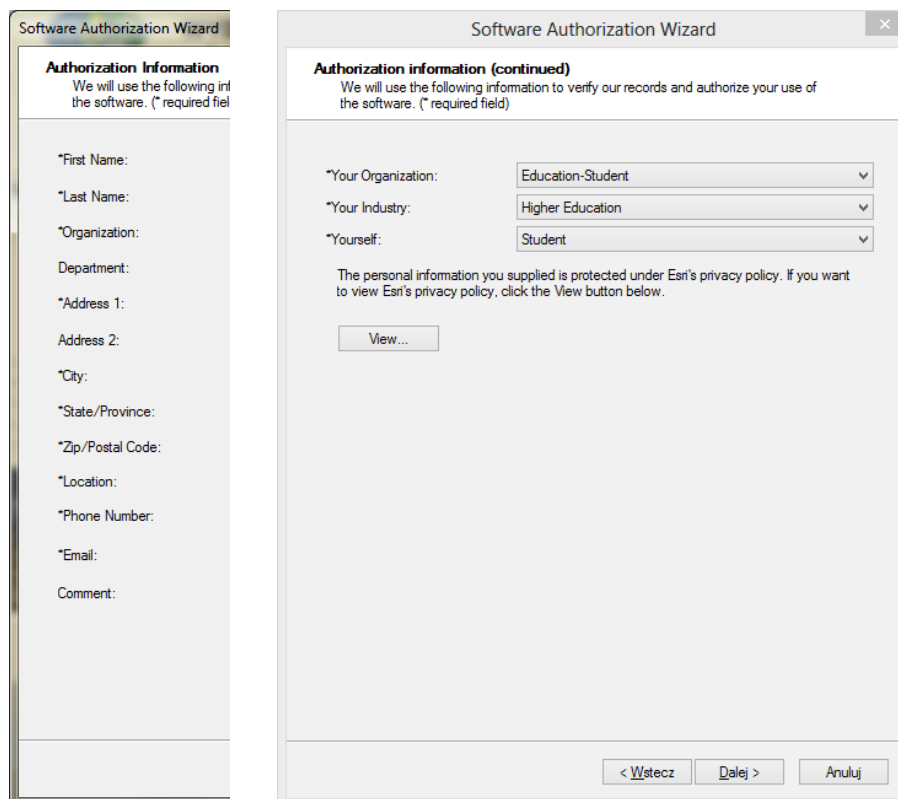 Software Authorization Wizard
Authorization Information
We will use the following inf
the software. (* required fiel
*First Name:
*Last Name:
*Organization:
Department:
*Address 1:
Address 2:
*City:
*State/Province:
*Zip/Postal Code:
*Location:
*Phone Number:
*Email:
Comment:
Software Authorization Wizard
Authorization information (continued)
We will use the following information to verify our records and authorize your use of
the software. (* required field)
*Your Organization: Education-Student
*Your Industry: Higher Education
*Yourself: Student
The personal information you supplied is protected under Esri's privacy policy. If you want
to view Esri's privacy policy, click the View button below.
View...
< Wstecz Dalej > Anuluj